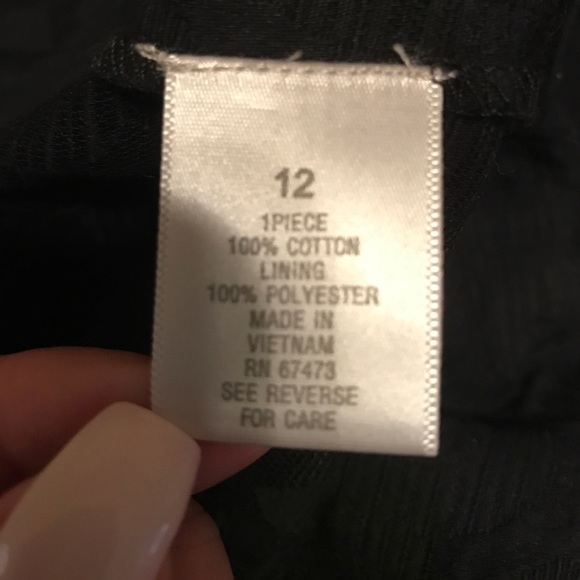 12
1PIECE
100% COTTON
LINING
100% POLYESTER
MADE IN
VIETNAM
RN 67473
SEE REVERSE
FOR CARE